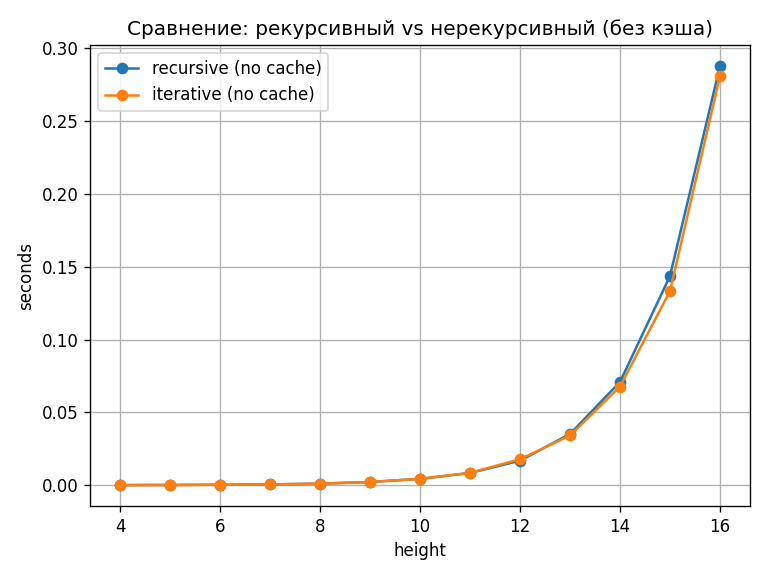 Сравнение: рекурсивный vs нерекурсивный (без кэша)
recursive (no cache)
iterative (no cache)
seconds
0.30
0.25
0.20
0.15
0.10
0.05
0.00
4 6 8 10 12 14 16
height